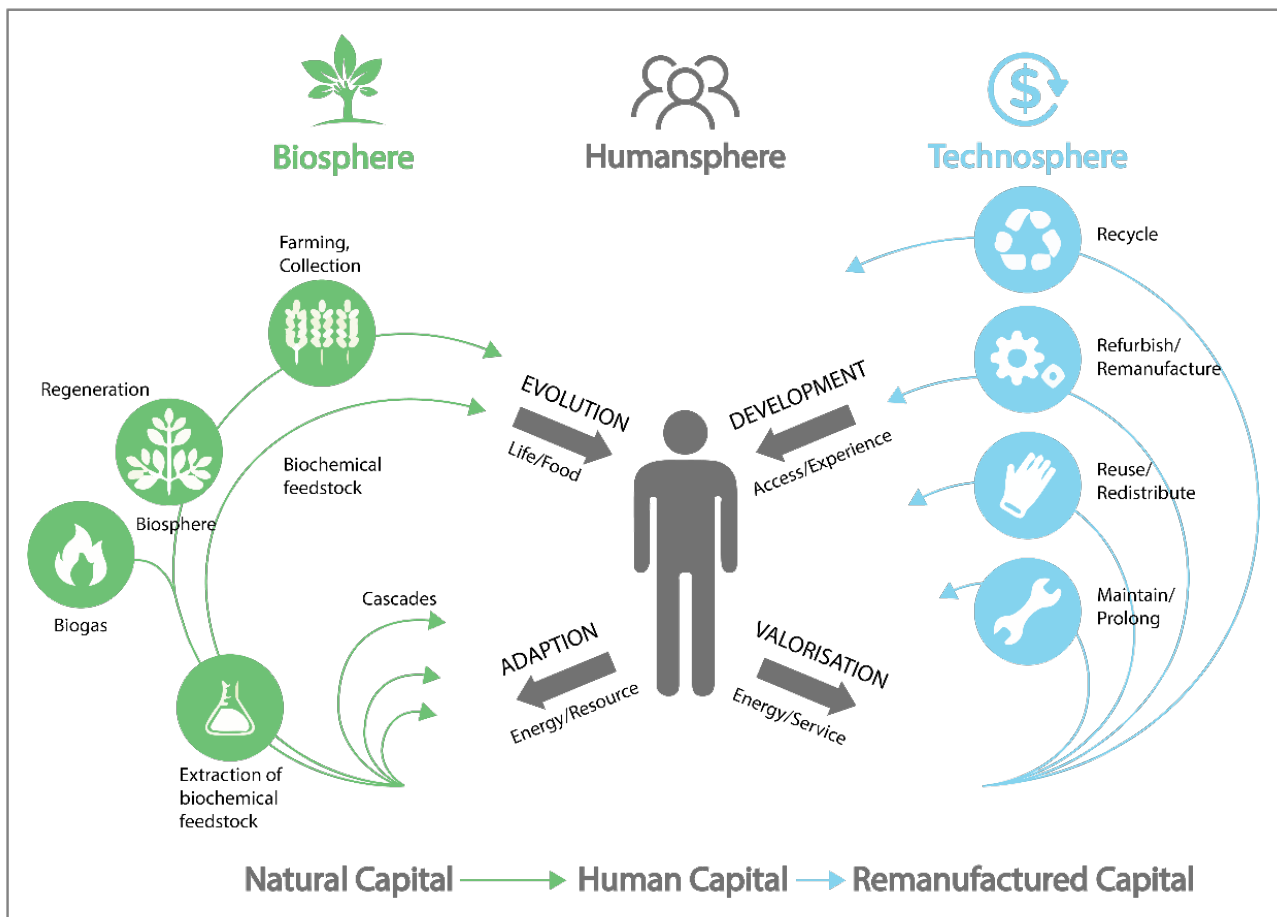 Biosphere
Humansphere
Technosphere
Farming,
Collection
Regeneration
Biochemical
feedstock
Biosphere
Biogas
Cascades
Extraction of
biochemical
feedstock
EVOLUTION
Life/Food
DEVELOPMENT
Access/Experience
ADAPTION
Energy/Resource
VALORISATION
Energy/Service
$
Recycle
Refurbish/
Remanufacture
Reuse/
Redistribute
Maintain/
Prolong
Natural Capital
Human Capital
Remanufactured Capital